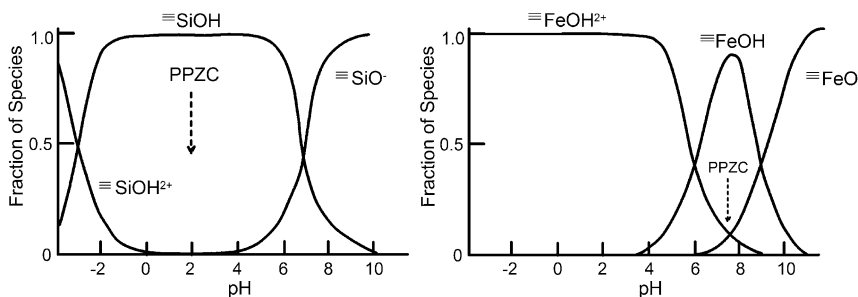 ≡SiOH
1.0
PPZC
≡SiO⁻
0.5
≡SiOH²⁺
0
Fraction of Species
-2 0 2 4 6 8 10
pH
≡FeOH²⁺
1.0
≡FeOH
≡FeO
0.5
PPZC
0
Fraction of Species
-2 0 2 4 6 8 10
pH